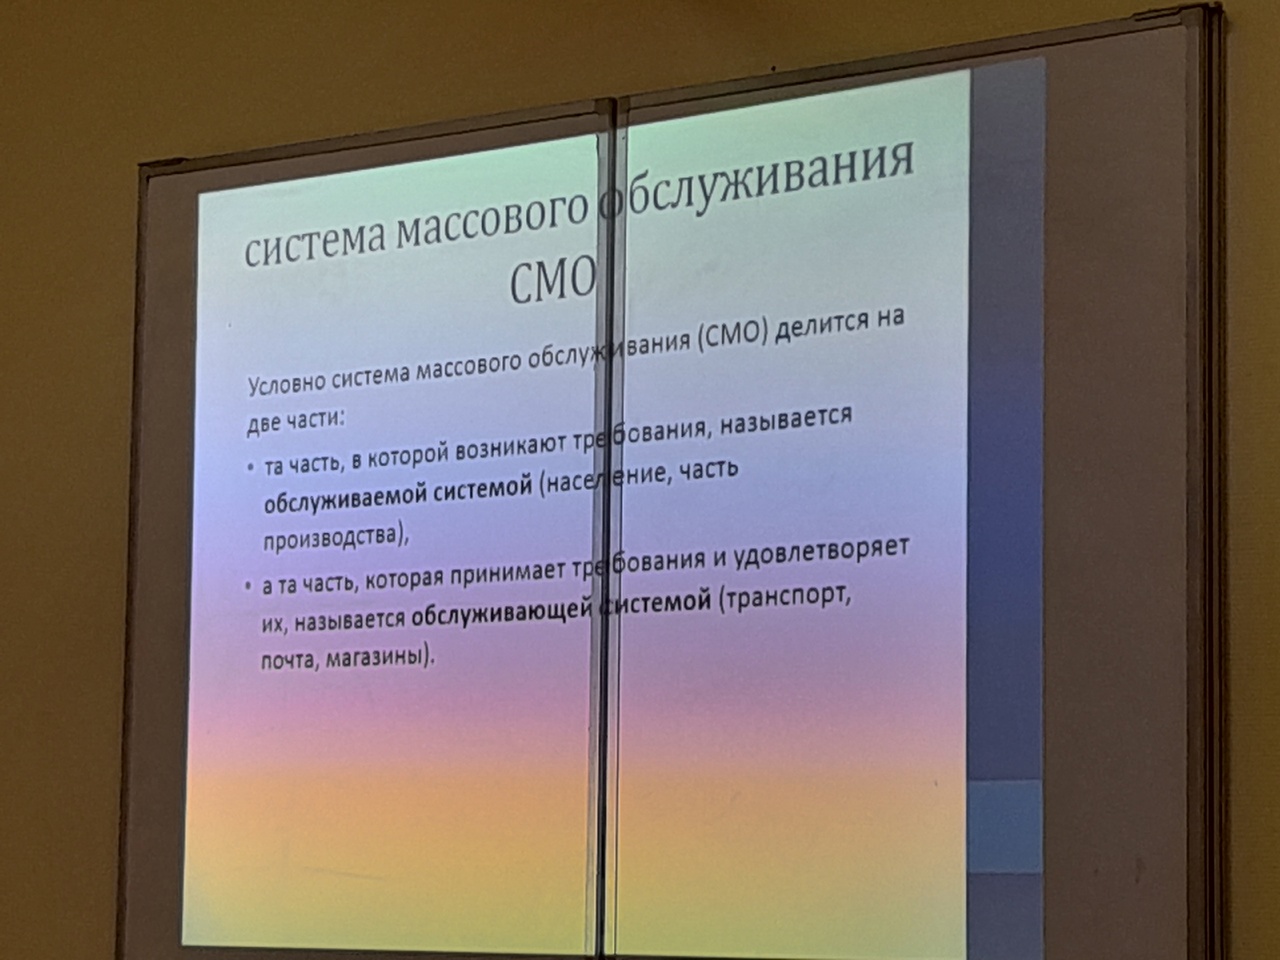 система массового обслуживания
СМО
Условно система массового обслуживания (СМО) делится на
две части:
• та часть, в которой возникают требования, называется
обслуживаемой системой (население, часть
производства),
• а та часть, которая принимает требования и удовлетворяет
их, называется обслуживающей системой (транспорт,
почта, магазины).